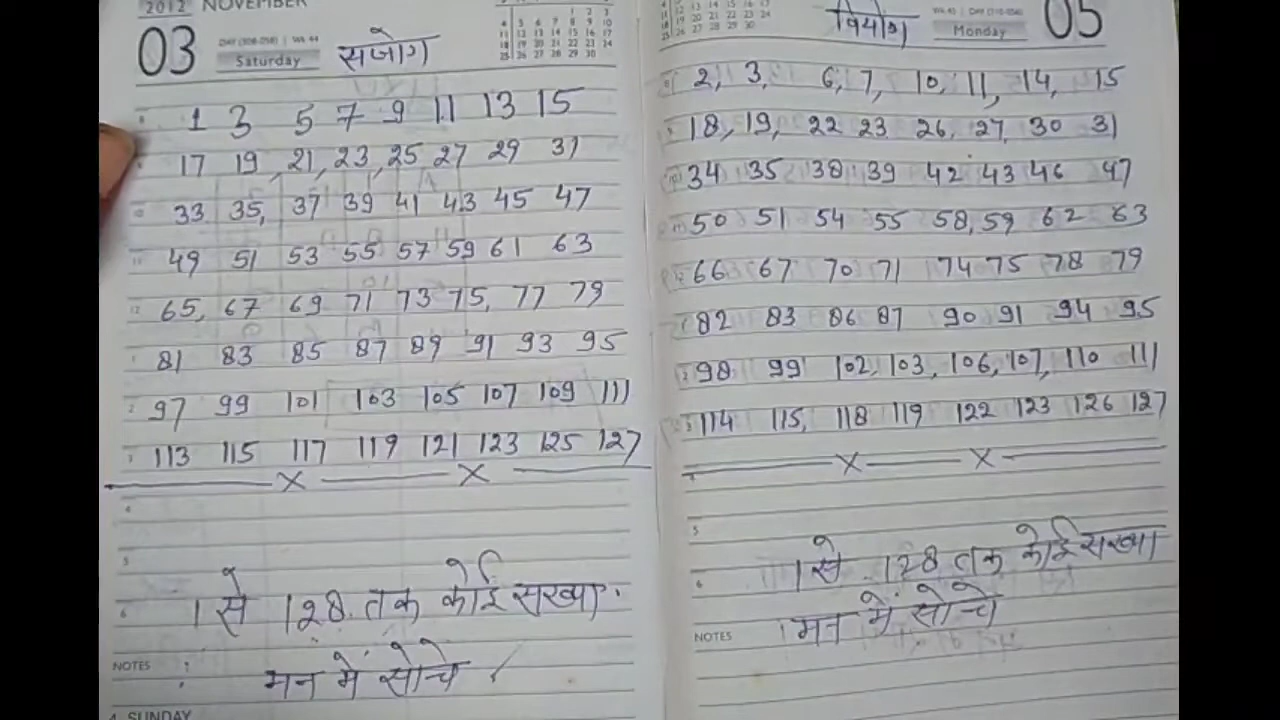 2012 NOVEMBER
03
DAY (308-058) | Wk 44
Saturday
सजोग
1 3 5 7 9 11 13 15
17 19, 21, 23, 25 27 29 31
33 35, 37 39 41 43 45 47
49 51 53 55 57 59 61 63
65, 67 69 71 73 75, 77 79
81 83 85 87 89 91 93 95
97 99 101 103 105 107 109 111
113 115 117 119 121 123 125 127
X X
1 से 128. तक कोई सख्या.
NOTES
मन में सोचे
4 SUNDAY
05
Monday
वियोग
2, 3, 6, 7, 10, 11, 14, 15
18, 19, 22 23 26, 27, 30 31
34 35 38 39 42 43 46 47
50 51 54 55 58, 59 62 63
66 67 70 71 74 75 78 79
82 83 86 87 90 91 94 95
98 99 102, 103, 106, 107, 110 111
114 115, 118 119 122 123 126 127
X X
1 से 128 तक कोई सख्या
NOTES
मन में सोचे